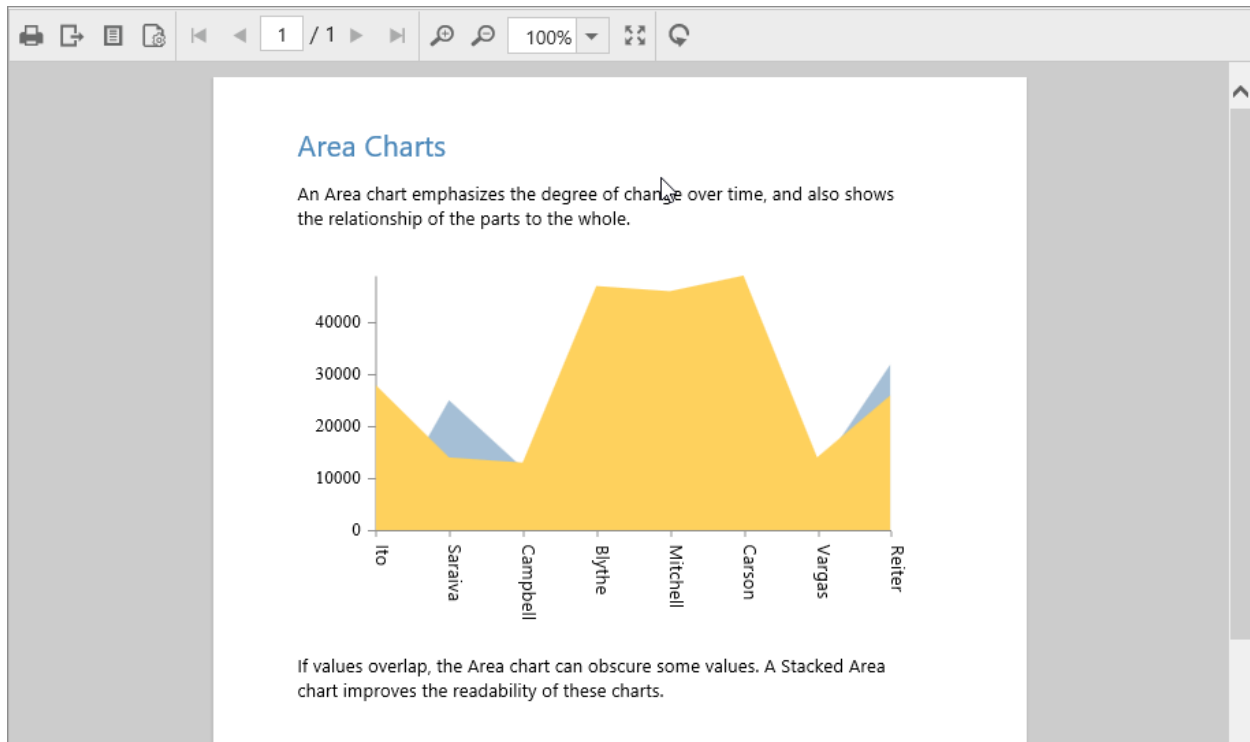 1 / 1 100%
Area Charts
An Area chart emphasizes the degree of change over time, and also shows
the relationship of the parts to the whole.
40000
30000
20000
10000
0
Ito Saraiva Campbell Blythe Mitchell Carson Vargas Reiter
If values overlap, the Area chart can obscure some values. A Stacked Area
chart improves the readability of these charts.